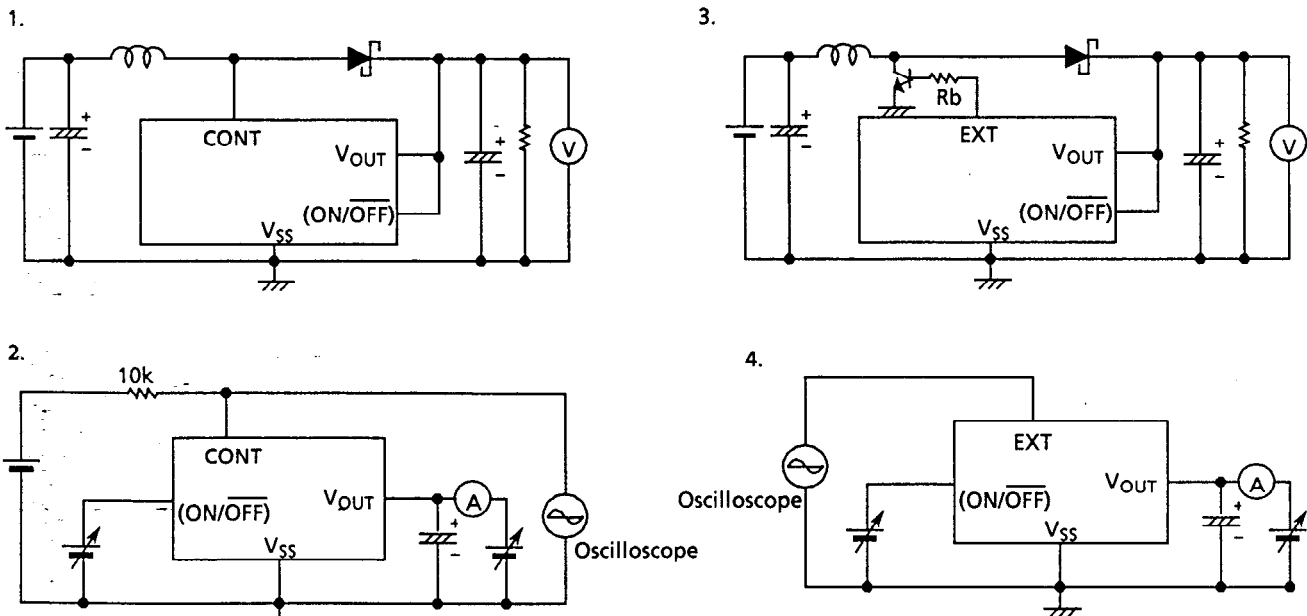 1.
CONT
VOUT
(ON/OFF)
VSS
+
-
+
-
V
3.
Rb
EXT
VOUT
(ON/OFF)
VSS
+
-
+
-
V
2.
10k
CONT
(ON/OFF)
VOUT
VSS
+
-
A
Oscilloscope
4.
EXT
(ON/OFF)
VOUT
VSS
+
-
A
Oscilloscope